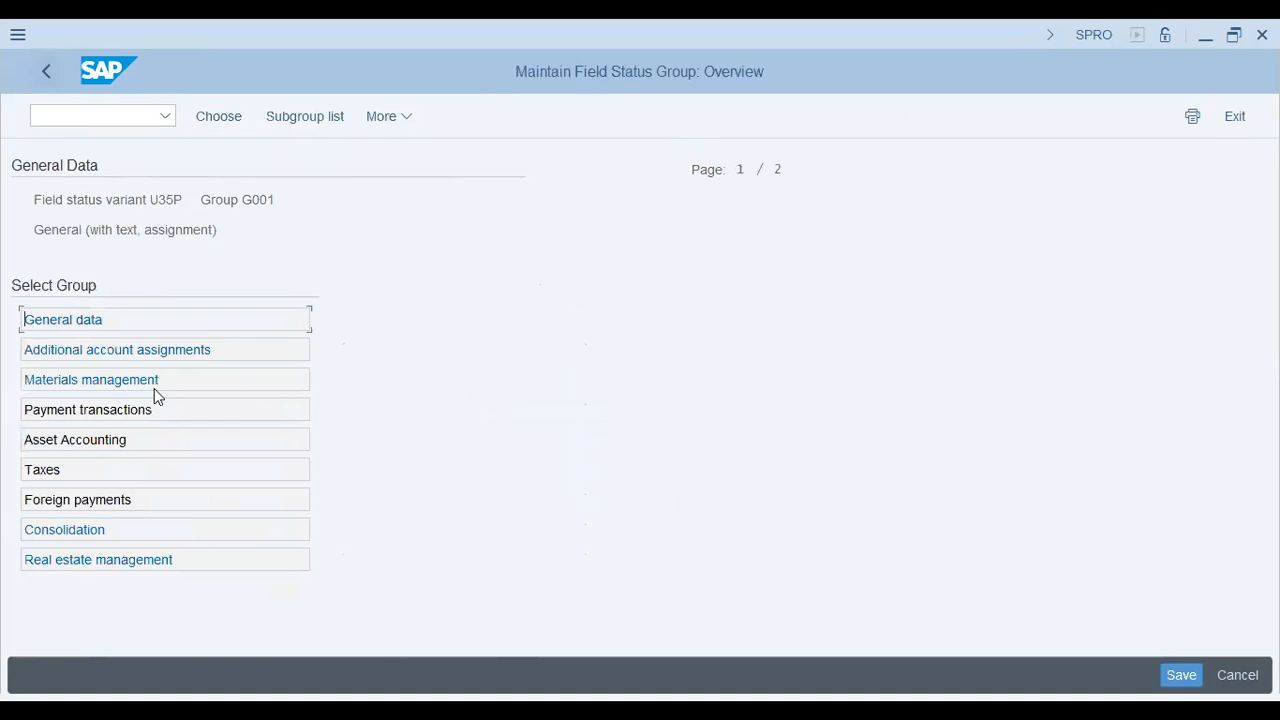 SPRO
SAP
Maintain Field Status Group: Overview
Choose
Subgroup list
More
Exit
General Data
Page: 1 / 2
Field status variant U35P Group G001
General (with text, assignment)
Select Group
General data
Additional account assignments
Materials management
Payment transactions
Asset Accounting
Taxes
Foreign payments
Consolidation
Real estate management
Save
Cancel